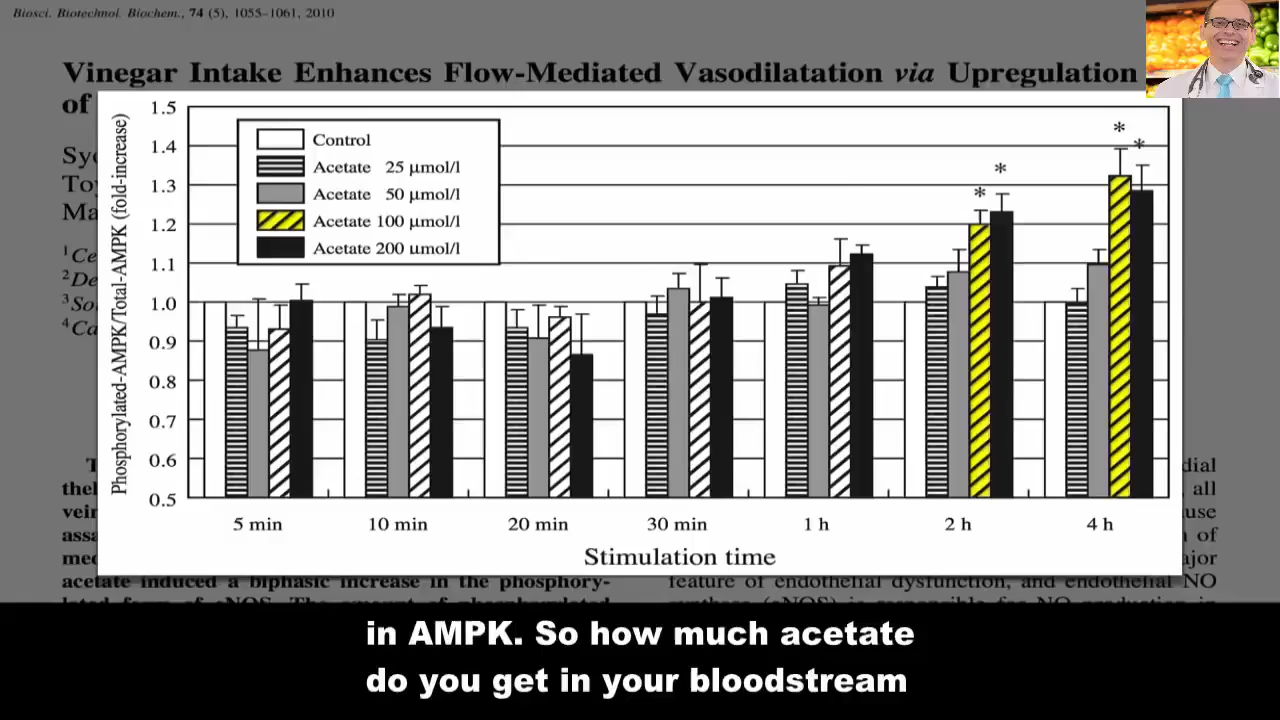 Biosci. Biotechnol. Biochem., 74 (5), 1055–1061, 2010
Vinegar Intake Enhances Flow-Mediated Vasodilatation via Upregulation
of
Phosphorylated-AMPK/Total-AMPK (fold-increase)
1.5
1.4
1.3
1.2
1.1
1.0
0.9
0.8
0.7
0.6
0.5
Control
Acetate 25 μmol/l
Acetate 50 μmol/l
Acetate 100 μmol/l
Acetate 200 μmol/l
* * * *
5 min 10 min 20 min 30 min 1 h 2 h 4 h
Stimulation time
all
of
acetate induced a biphasic increase in the phosphory-
feature of endothelial dysfunction, and endothelial NO
in AMPK. So how much acetate
do you get in your bloodstream